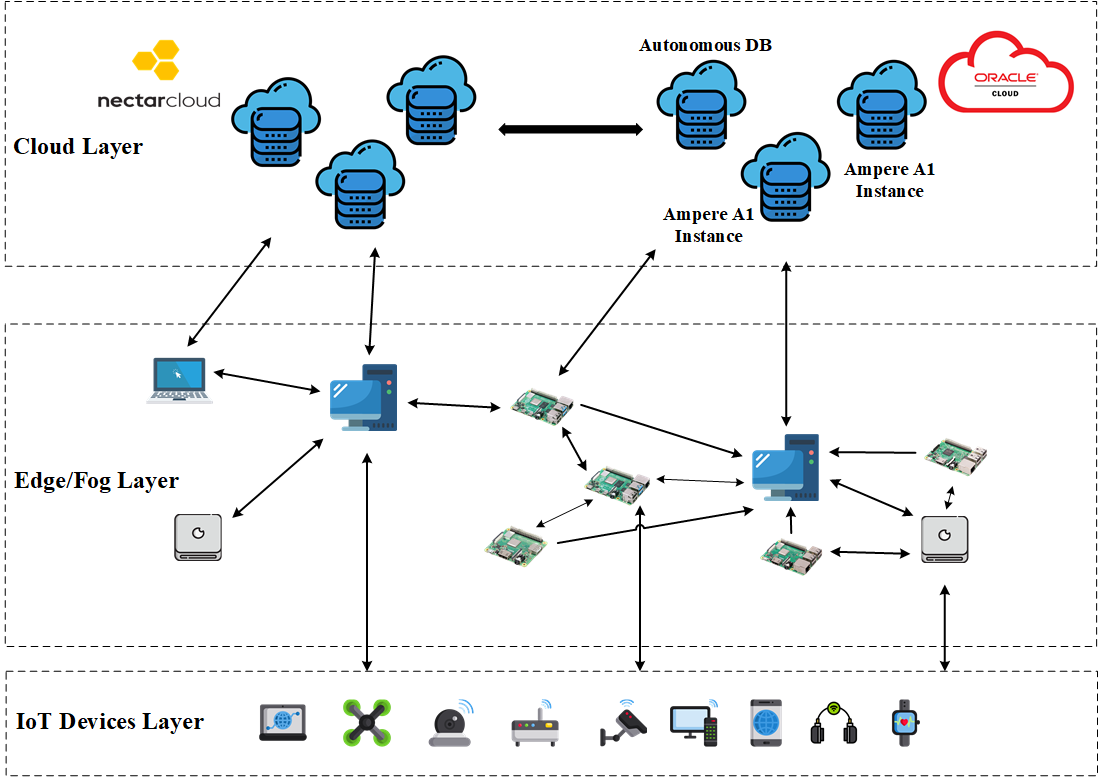 nectarcloud
Autonomous DB
ORACLE
CLOUD
Cloud Layer
Ampere A1
Instance
Ampere A1
Instance
Edge/Fog Layer
IoT Devices Layer